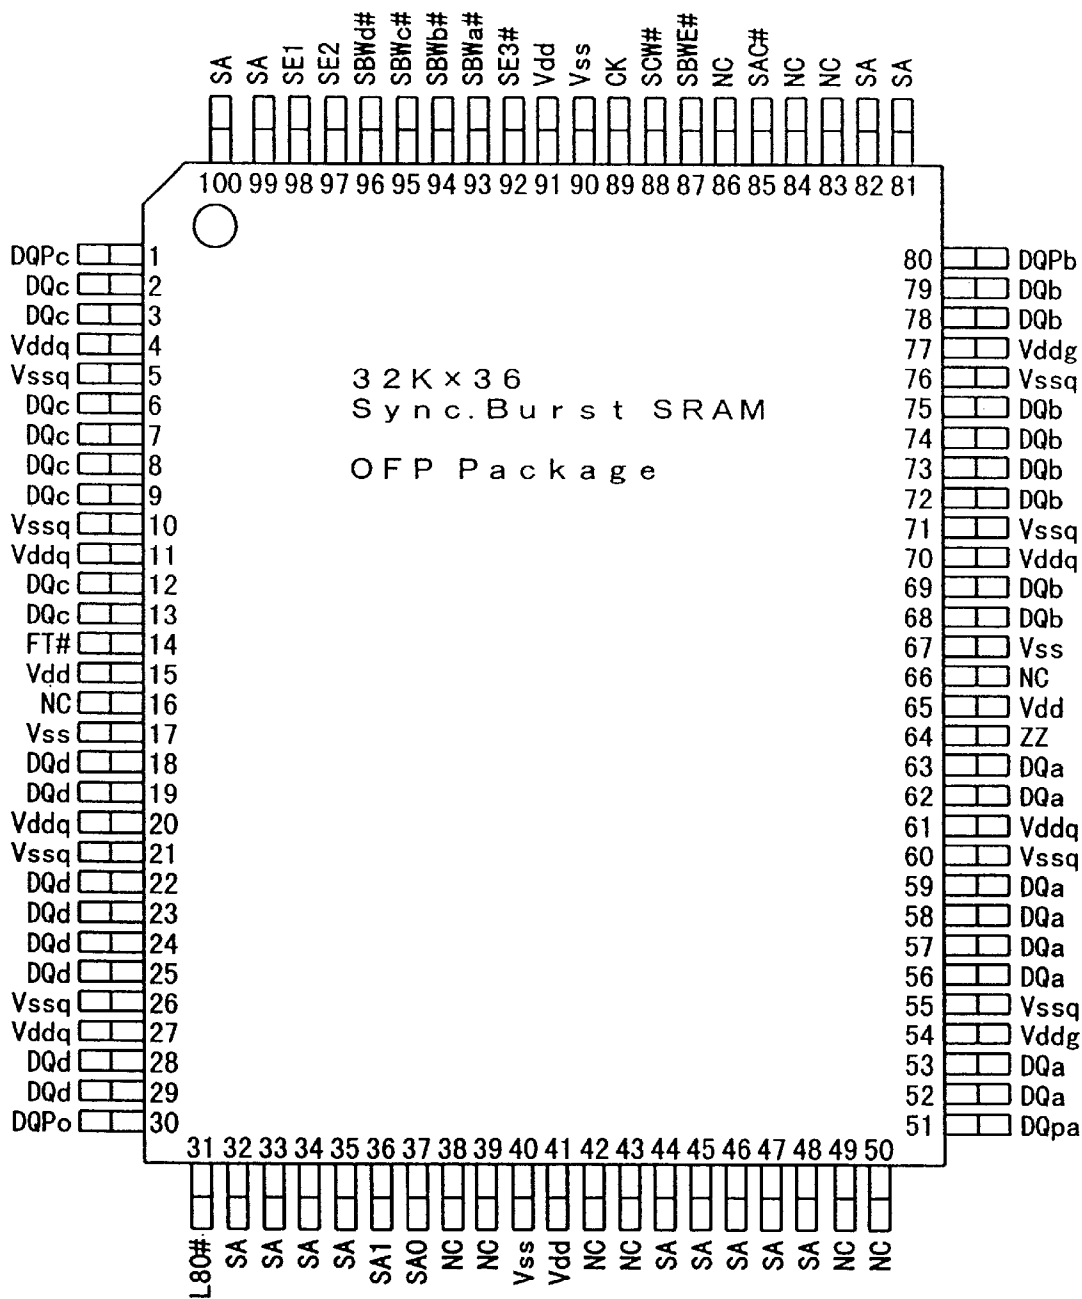 SA SA SE1 SE2 SBWd# SBWc# SBWb# SBWa# SE3# Vdd Vss CK SCW# SBWE# NC SAC# NC NC SA SA
100 99 98 97 96 95 94 93 92 91 90 89 88 87 86 85 84 83 82 81
DQPc 1
DQc 2
DQc 3
Vddq 4
Vssq 5
DQc 6
DQc 7
DQc 8
DQc 9
Vssq 10
Vddq 11
DQc 12
DQc 13
FT# 14
Vdd 15
NC 16
Vss 17
DQd 18
DQd 19
Vddq 20
Vssq 21
DQd 22
DQd 23
DQd 24
DQd 25
Vssq 26
Vddq 27
DQd 28
DQd 29
DQPo 30
32K×36
Sync.Burst SRAM
OFP Package
80 DQPb
79 DQb
78 DQb
77 Vddg
76 Vssq
75 DQb
74 DQb
73 DQb
72 DQb
71 Vssq
70 Vddq
69 DQb
68 DQb
67 Vss
66 NC
65 Vdd
64 ZZ
63 DQa
62 DQa
61 Vddq
60 Vssq
59 DQa
58 DQa
57 DQa
56 DQa
55 Vssq
54 Vddg
53 DQa
52 DQa
51 DQpa
31 32 33 34 35 36 37 38 39 40 41 42 43 44 45 46 47 48 49 50
L80# SA SA SA SA SA1 SA0 NC NC Vss Vdd NC NC SA SA SA SA SA NC NC